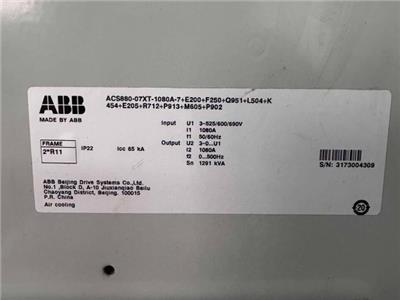 ABB
MADE BY ABB
ACS880-07XT-1080A-7+E200+F250+Q951+L504+K
454+E205+R712+P913+M605+P902
FRAME
2*R11
IP22
Icc 65 kA
Input U1 3~525/600/690V
I1 1080A
f1 50/60Hz
Output U2 3~0...U1
I2 1080A
f2 0...500Hz
Sn 1291 kVA
ABB Beijing Drive Systems Co., Ltd.
No.1 ,Block D, A-10 Jiuxianqiao Beilu
Chaoyang District, Beijing, 100015
P.R. China
Air cooling
S/N: 3173004309
20